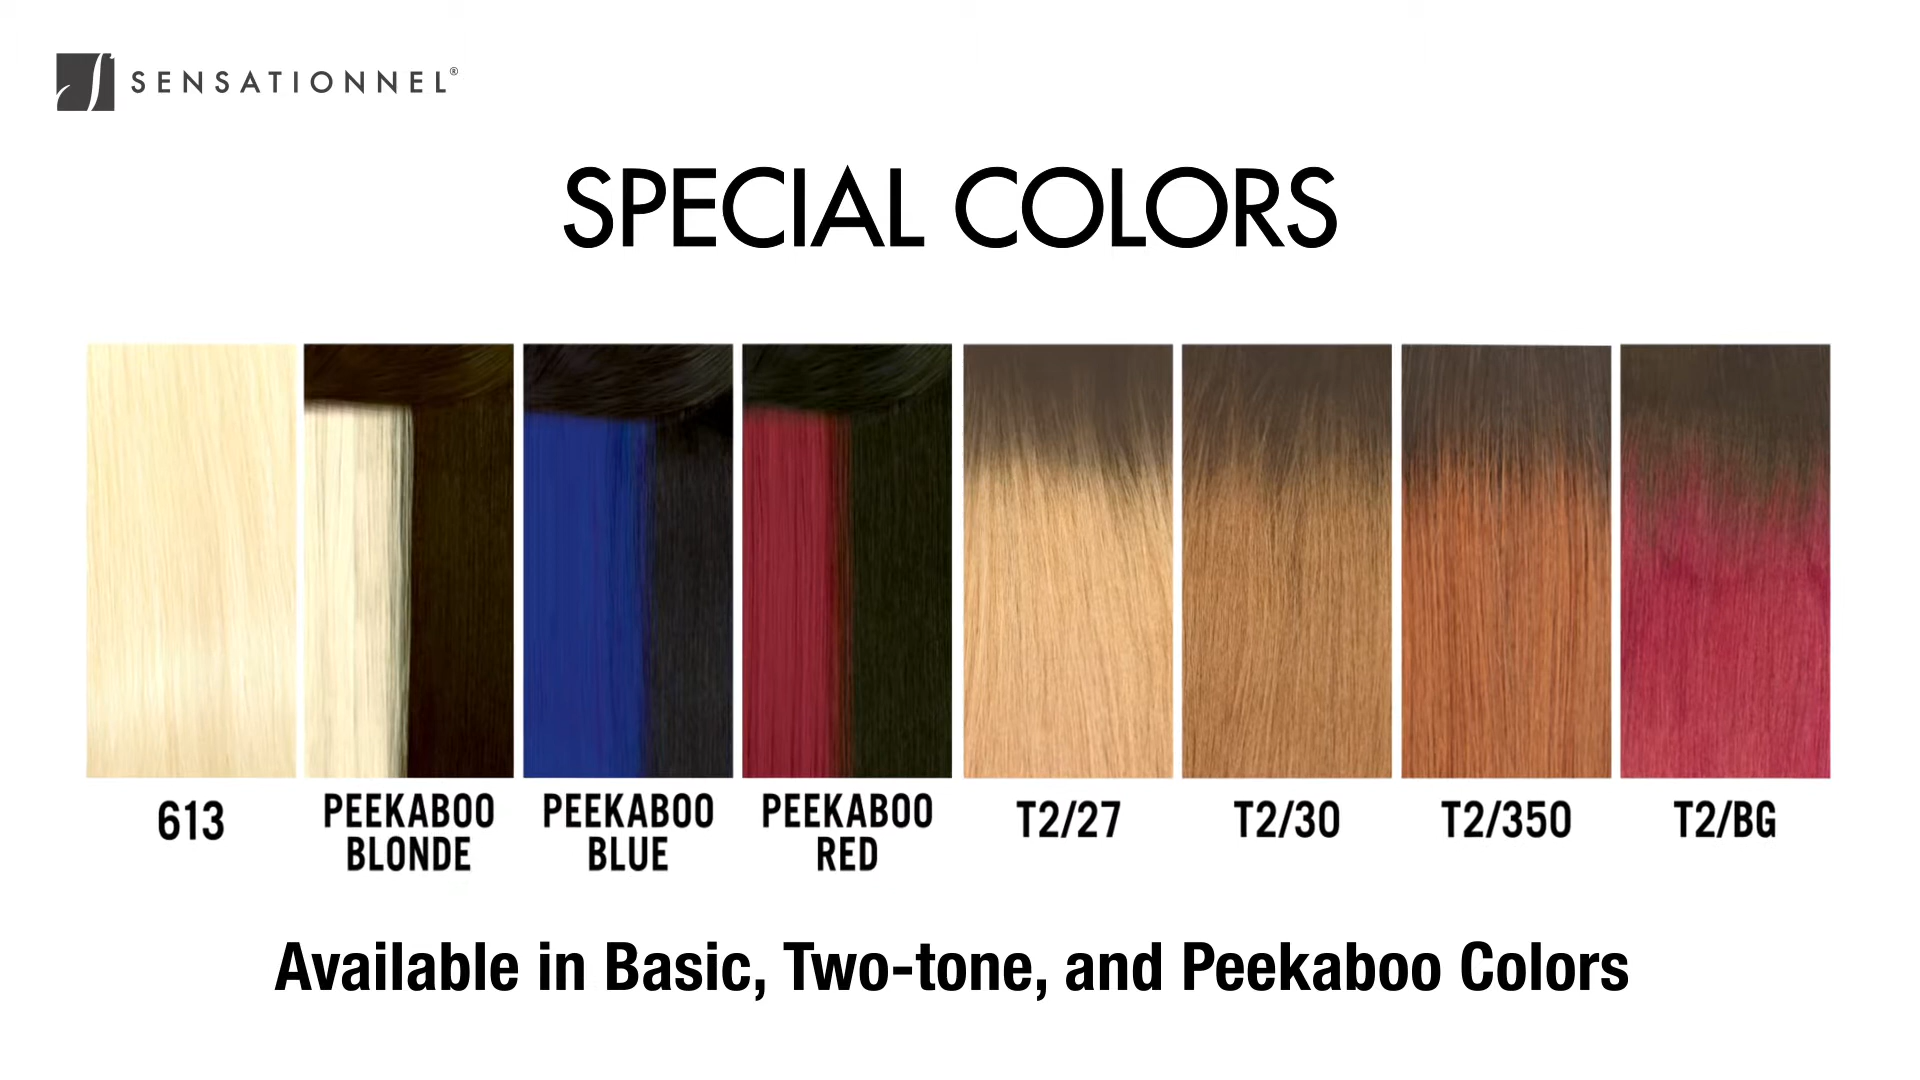 SENSATIONNEL®
SPECIAL COLORS
613
PEEKABOO
BLONDE
PEEKABOO
BLUE
PEEKABOO
RED
T2/27
T2/30
T2/350
T2/BG
Available in Basic, Two-tone, and Peekaboo Colors